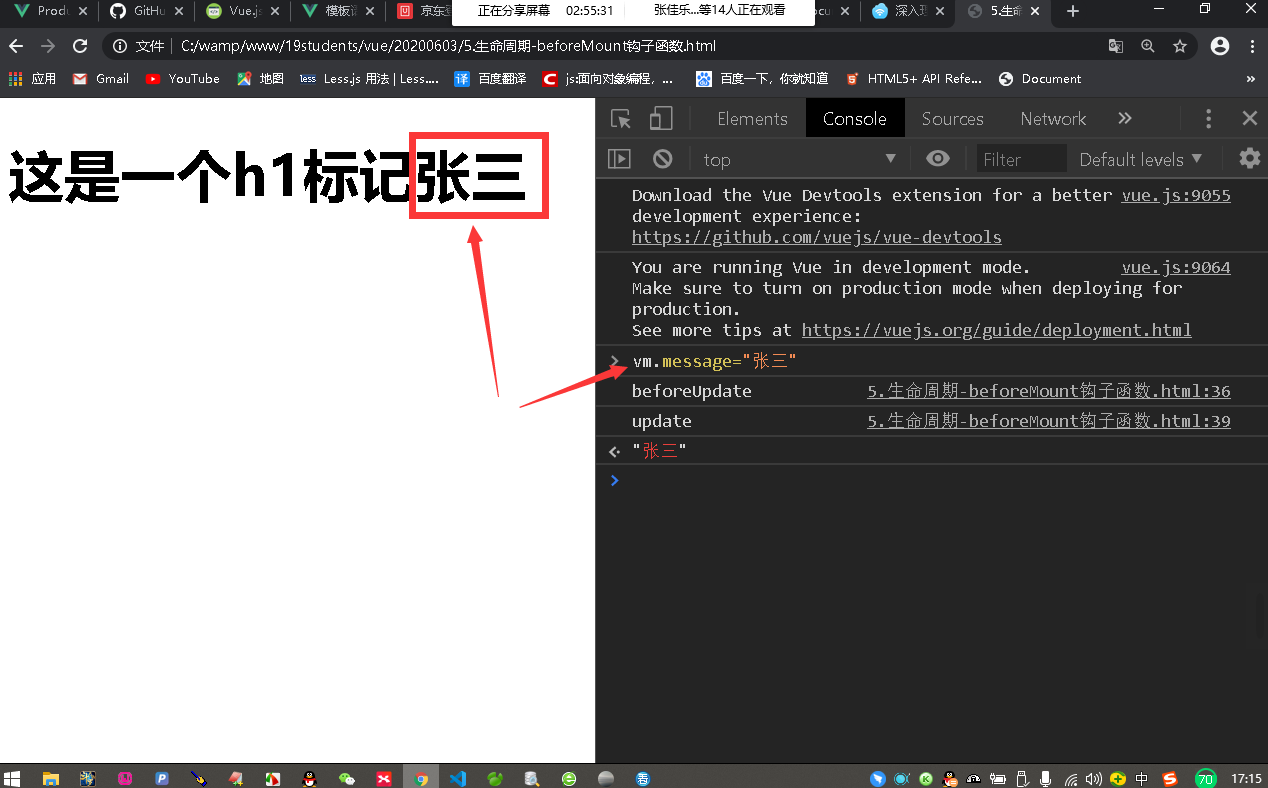 Produ
GitHu
Vue.js
模板语
京东
正在分享屏幕 02:55:31 张佳乐...等14人正在观看
ocu
深入理
5.生命
文件 C:/wamp/www/19students/vue/20200603/5.生命周期-beforeMount钩子函数.html
应用 Gmail YouTube 地图 Less.js 用法 | Less.... 百度翻译 js:面向对象编程, ... 百度一下，你就知道 HTML5+ API Refe... Document
这是一个h1标记张三
Elements Console Sources Network
top Filter Default levels
Download the Vue Devtools extension for a better vue.js:9055
development experience:
https://github.com/vuejs/vue-devtools
You are running Vue in development mode. vue.js:9064
Make sure to turn on production mode when deploying for
production.
See more tips at https://vuejs.org/guide/deployment.html
vm.message="张三"
beforeUpdate 5.生命周期-beforeMount钩子函数.html:36
update 5.生命周期-beforeMount钩子函数.html:39
"张三"
中 70 17:15